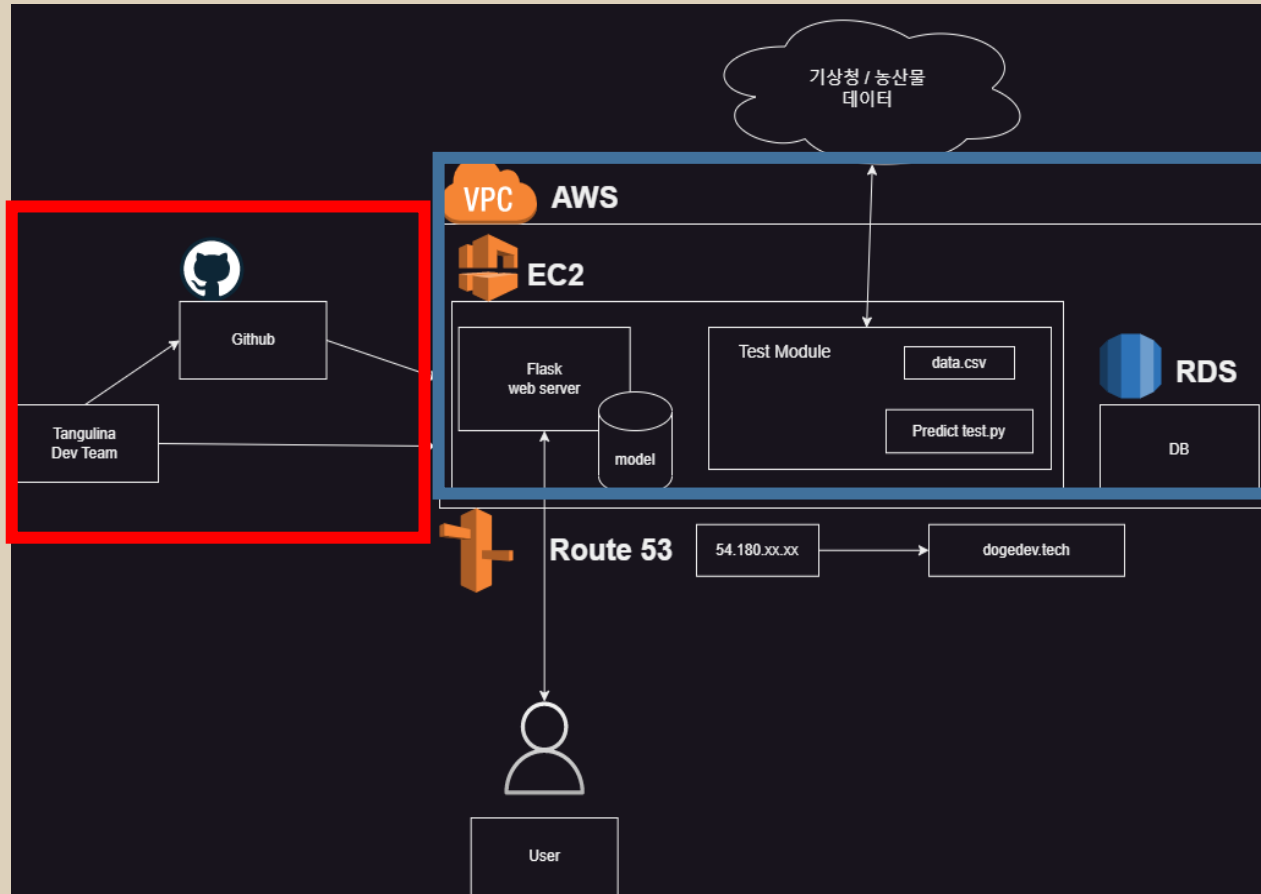 기상청 / 농산물
데이터
VPC
AWS
EC2
Github
Tangulina
Dev Team
Flask
web server
model
Test Module
data.csv
Predict test.py
RDS
DB
Route 53
54.180.xx.xx
dogedev.tech
User